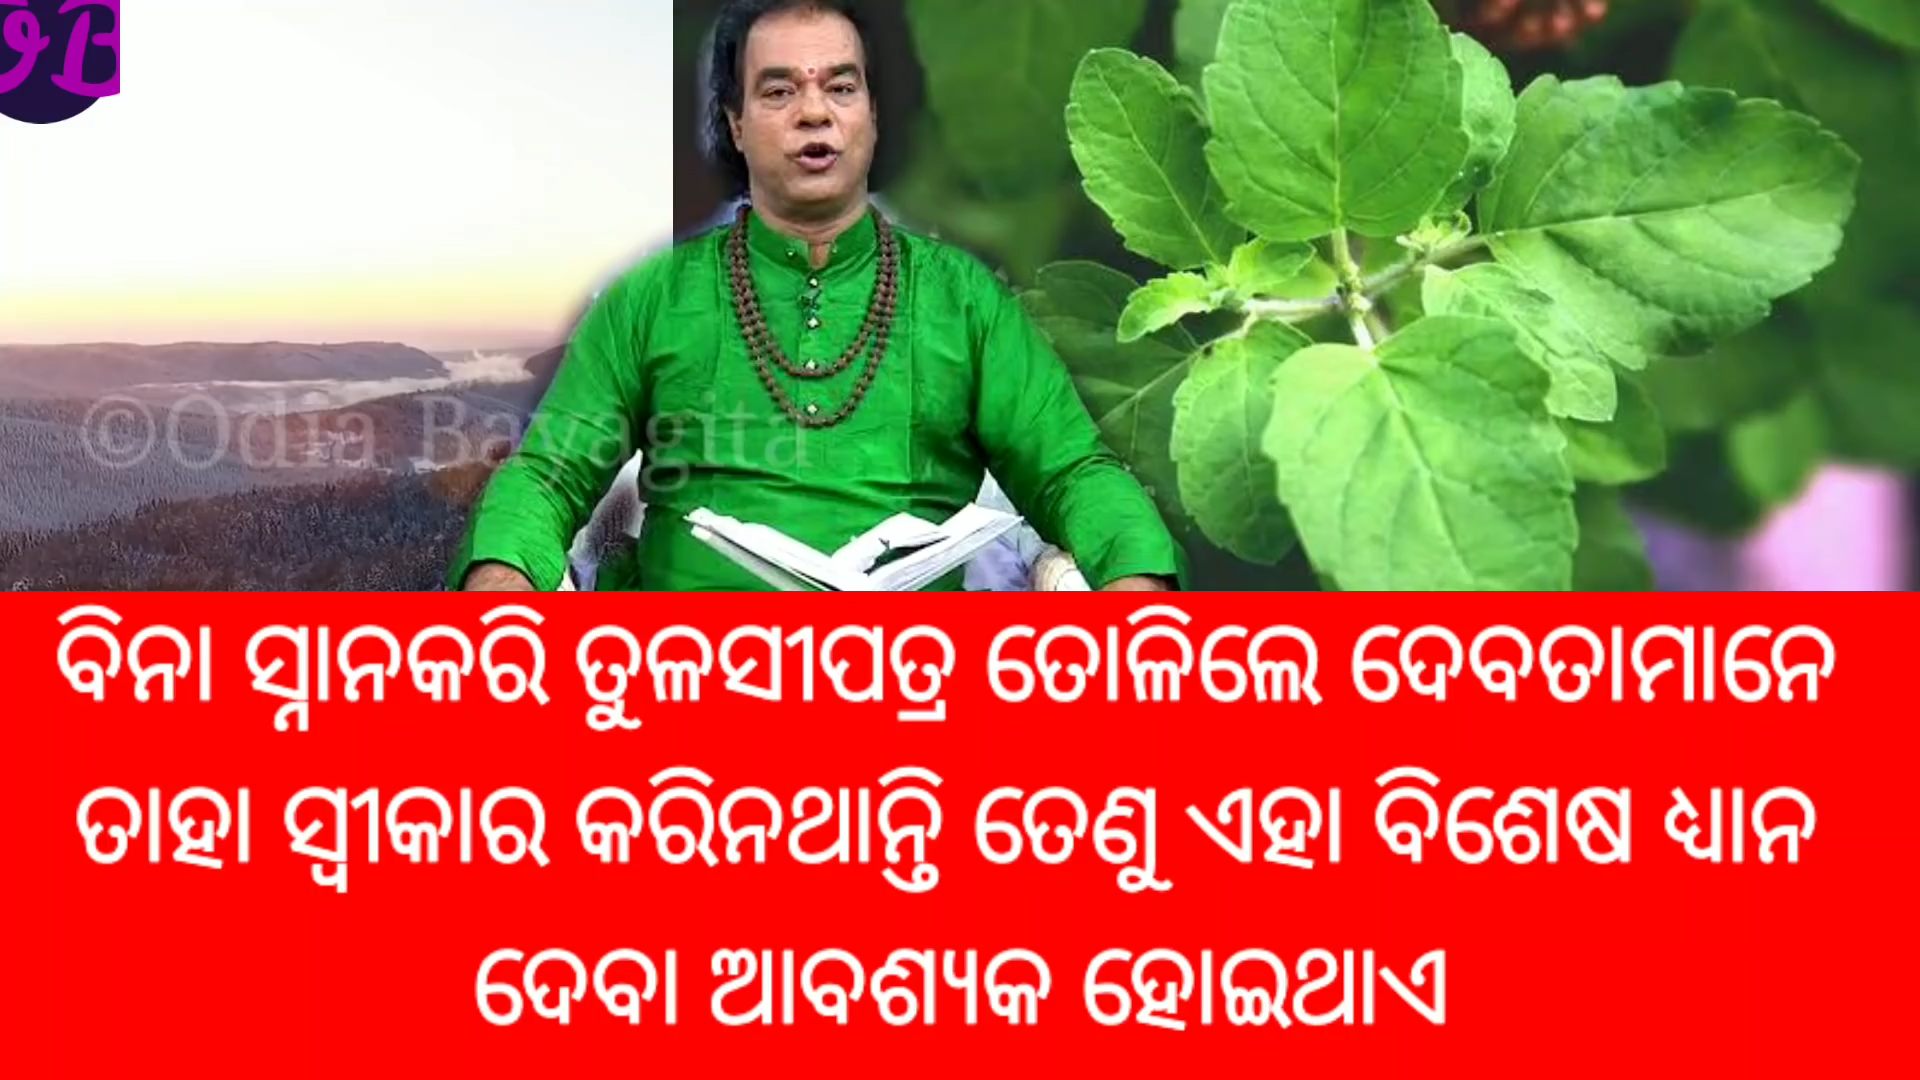 ©Odia Bayagita
ବିନା ସ୍ନାନକରି ତୁଳସୀପତ୍ର ତୋଳିଲେ ଦେବତାମାନେ
ତାହା ସ୍ୱୀକାର କରିନଥାନ୍ତି ତେଣୁ ଏହା ବିଶେଷ ଧ୍ୟାନ
ଦେବା ଆବଶ୍ୟକ ହୋଇଥାଏ